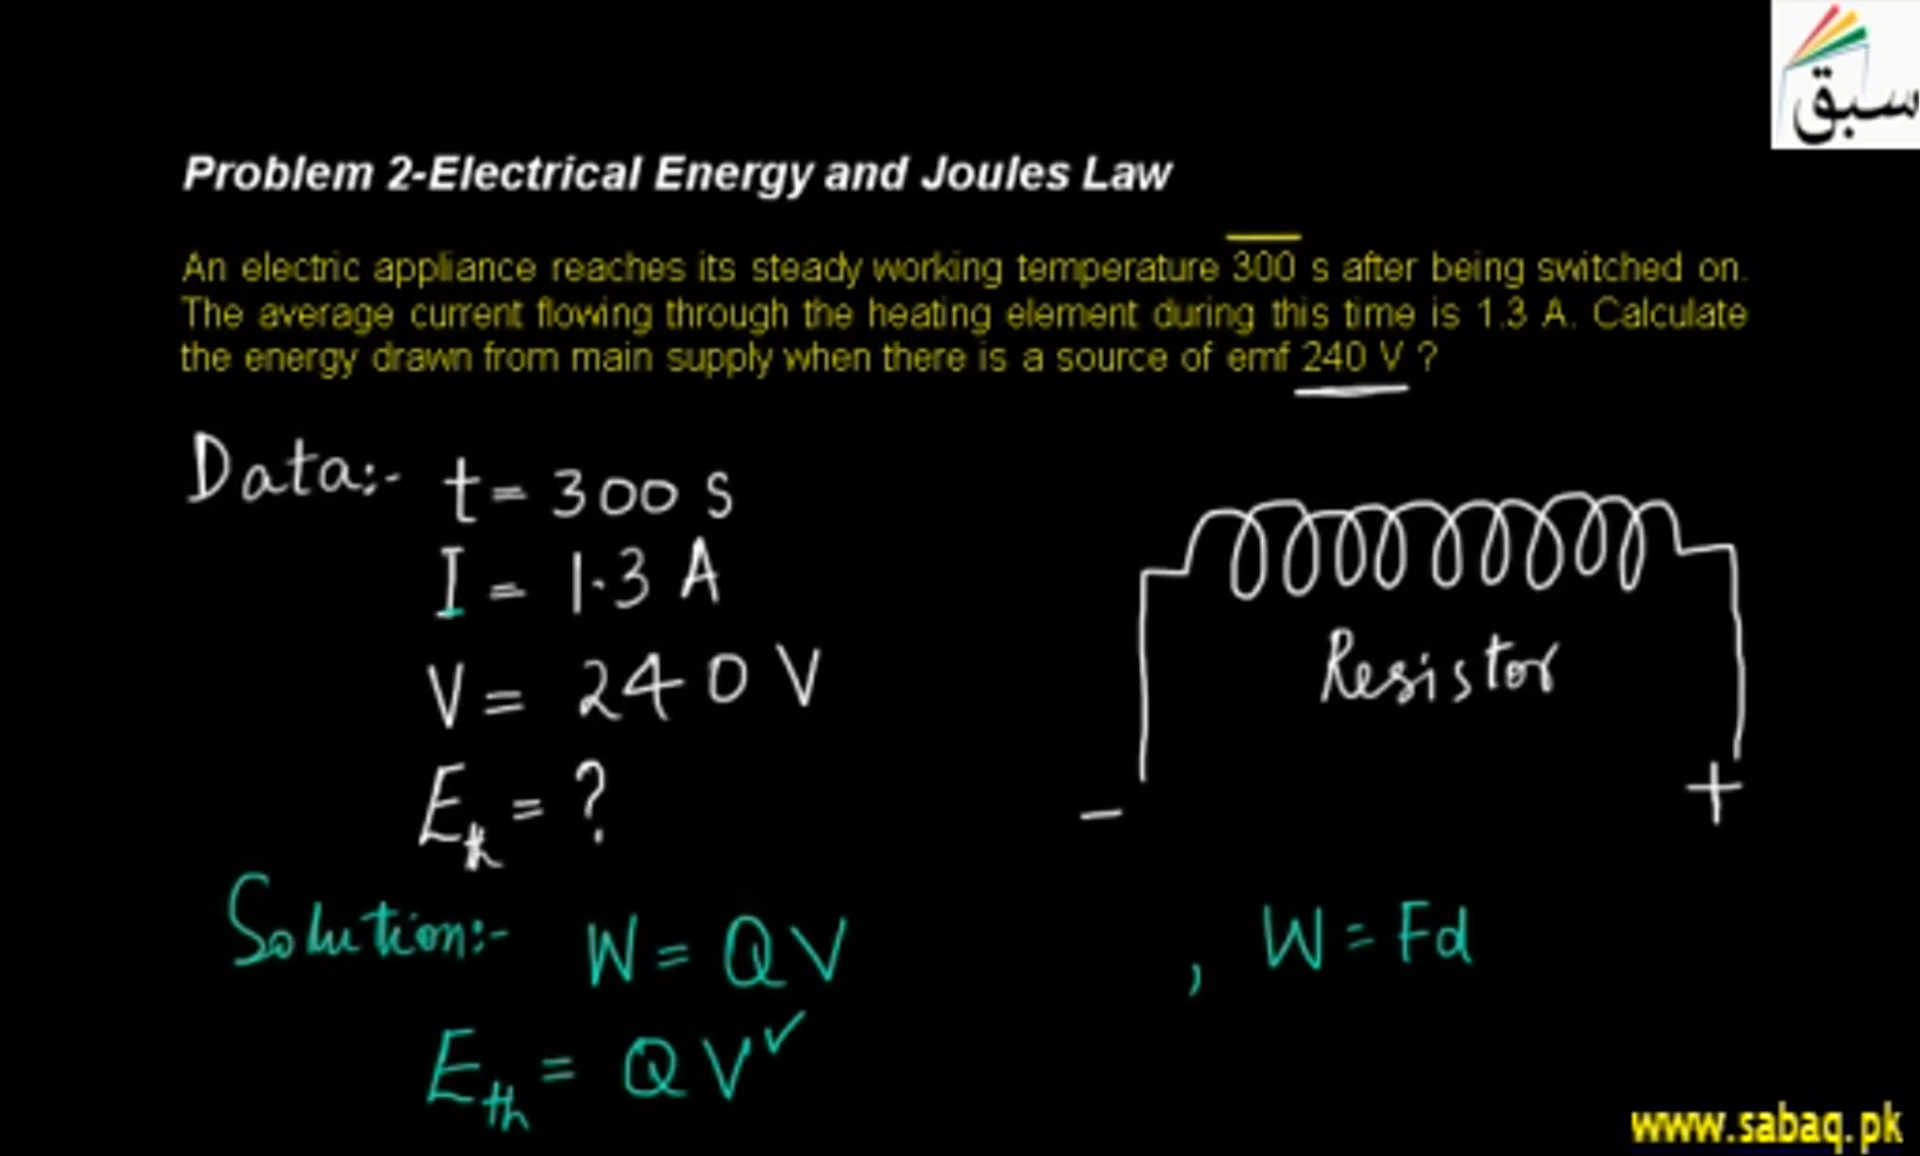 سبق
Problem 2-Electrical Energy and Joules Law
An electric appliance reaches its steady working temperature 300 s after being switched on.
The average current flowing through the heating element during this time is 1.3 A. Calculate
the energy drawn from main supply when there is a source of emf 240 V ?
Data:- t = 300 S
I = 1.3 A
V = 240 V
Eth = ?
Resistor
- +
Solution:- W = QV , W = Fd
Eth = QV ✓
www.sabaq.pk